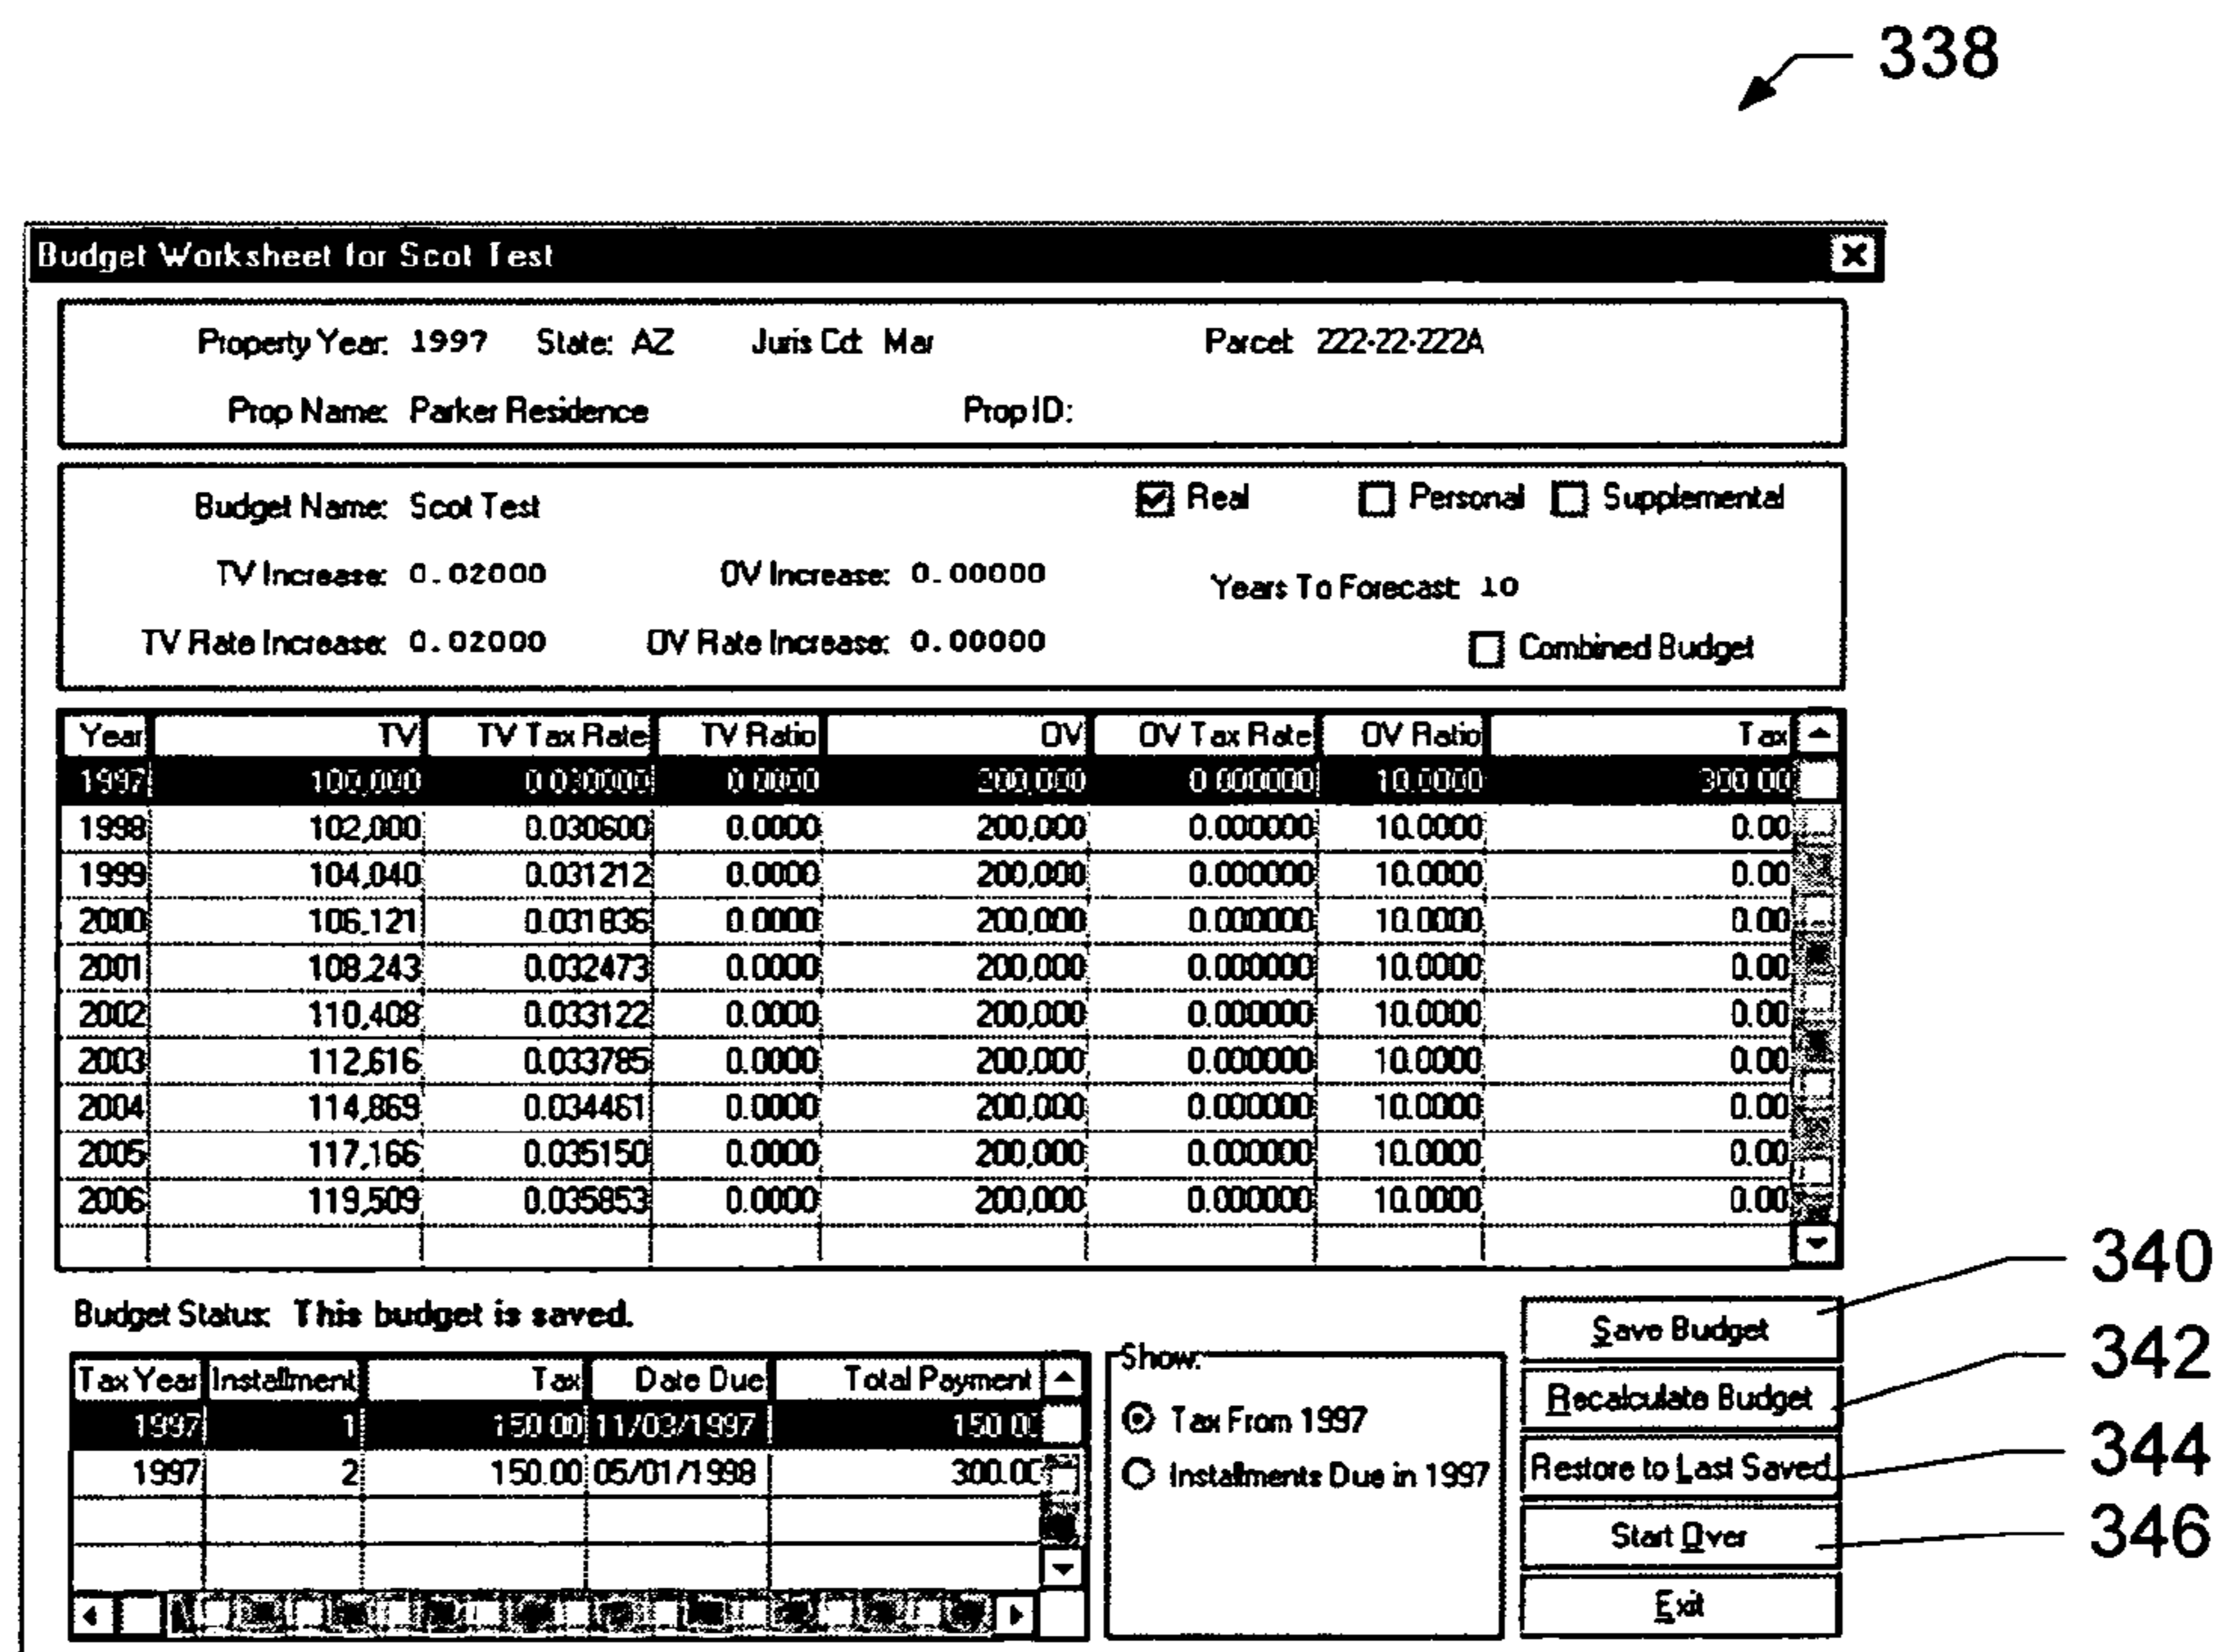 338
Budget Worksheet for Scot Test
Property Year: 1997 State: AZ Juris Cd: Mar Parcel: 222-22-222A
Prop Name: Parker Residence Prop ID:
Budget Name: Scot Test Real Personal Supplemental
TV Increase: 0.02000 OV Increase: 0.00000 Years To Forecast: 10
TV Rate Increase: 0.02000 OV Rate Increase: 0.00000 Combined Budget
Year TV TV Tax Rate TV Ratio OV OV Tax Rate OV Ratio Tax
1997 100,000 0.030000 0.0000 200,000 0.000000 10.0000 300.00
1998 102,000 0.030600 0.0000 200,000 0.000000 10.0000 0.00
1999 104,040 0.031212 0.0000 200,000 0.000000 10.0000 0.00
2000 106,121 0.031836 0.0000 200,000 0.000000 10.0000 0.00
2001 108,243 0.032473 0.0000 200,000 0.000000 10.0000 0.00
2002 110,408 0.033122 0.0000 200,000 0.000000 10.0000 0.00
2003 112,616 0.033785 0.0000 200,000 0.000000 10.0000 0.00
2004 114,869 0.034461 0.0000 200,000 0.000000 10.0000 0.00
2005 117,166 0.035150 0.0000 200,000 0.000000 10.0000 0.00
2006 119,509 0.035853 0.0000 200,000 0.000000 10.0000 0.00
Budget Status: This budget is saved.
Tax Year Installment Tax Date Due Total Payment
1997 1 150.00 11/03/1997 150.00
1997 2 150.00 05/01/1998 300.00
Show:
Tax From 1997
Installments Due in 1997
Save Budget 340
Recalculate Budget 342
Restore to Last Saved 344
Start Over 346
Exit